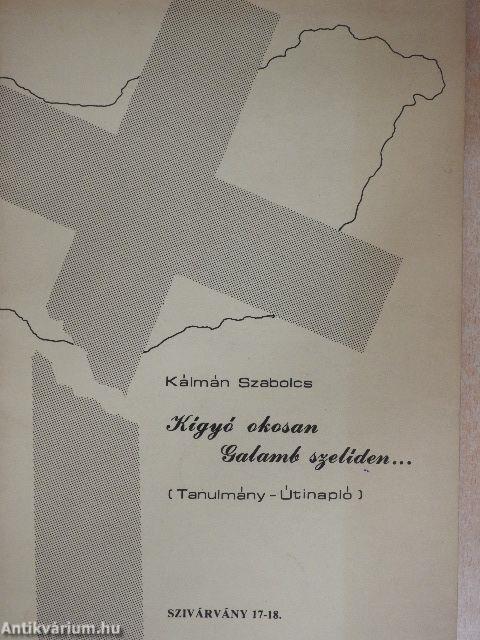 Kálmán Szabolcs
Kígyó okosan
Galamb szelíden...
( Tanulmány - Útinapló )
SZIVÁRVÁNY 17-18.
Antikvárium.hu